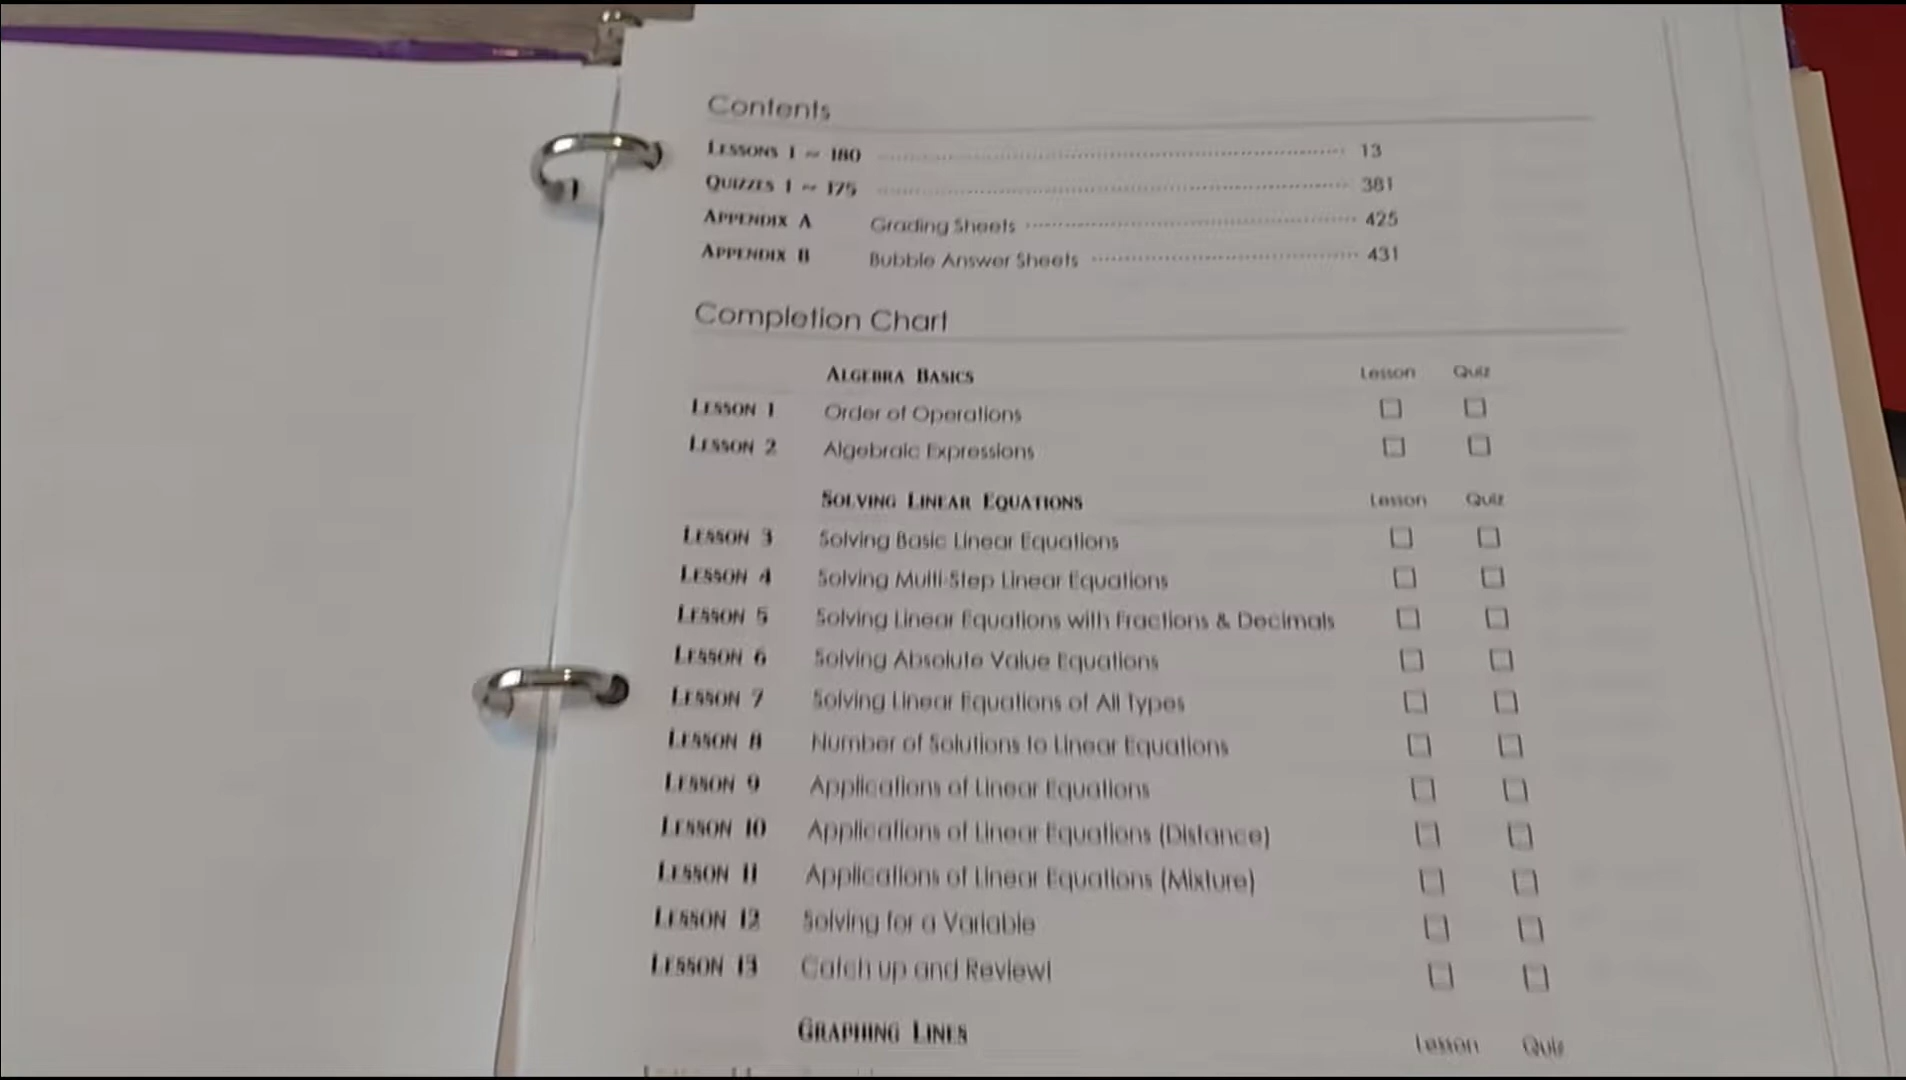 Contents
Lessons 1 ~ 180 13
Quizzes 1 ~ 175 381
Appendix A Grading Sheets 425
Appendix B Bubble Answer Sheets 431
Completion Chart
Algebra Basics Lesson Quiz
Lesson 1 Order of Operations
Lesson 2 Algebraic Expressions
Solving Linear Equations Lesson Quiz
Lesson 3 Solving Basic Linear Equations
Lesson 4 Solving Multi-Step Linear Equations
Lesson 5 Solving Linear Equations with Fractions & Decimals
Lesson 6 Solving Absolute Value Equations
Lesson 7 Solving Linear Equations of All Types
Lesson 8 Number of Solutions to Linear Equations
Lesson 9 Applications of Linear Equations
Lesson 10 Applications of Linear Equations (Distance)
Lesson 11 Applications of Linear Equations (Mixture)
Lesson 12 Solving for a Variable
Lesson 13 Catch up and Review!
Graphing Lines Lesson Quiz